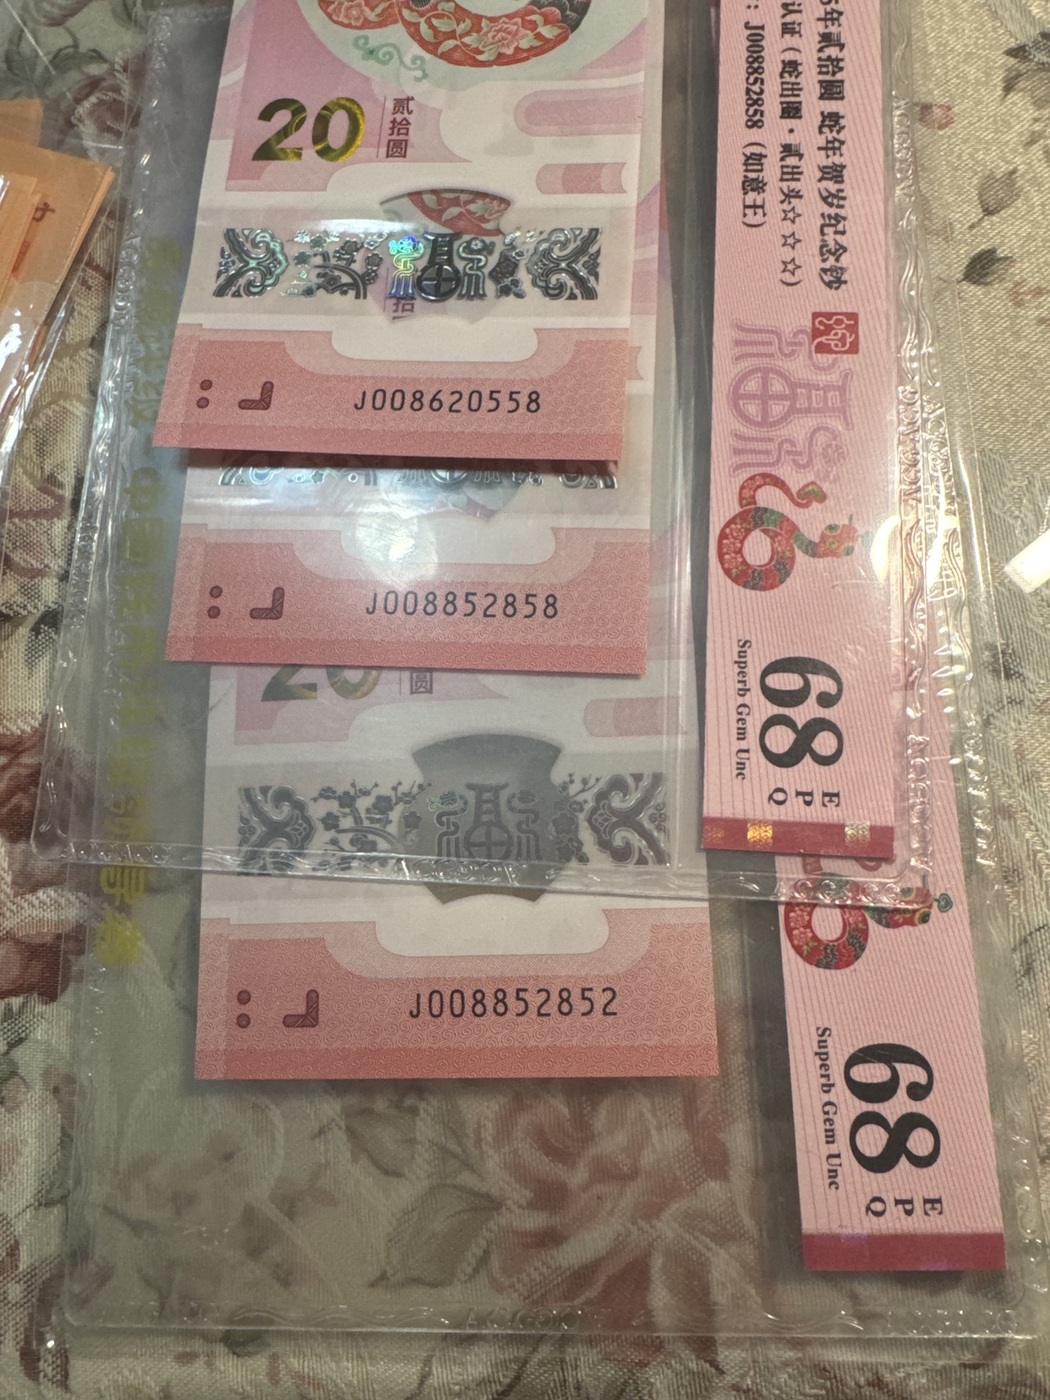 20
贰拾圆
J008620558
J008852858
20
圆
J008852852
年贰拾圆 蛇年贺岁纪念钞
认证（蛇出圈·贰出头☆☆☆☆）
: J008852858（如意王）
68
EPQ
Superb Gem Unc
68
EPQ
Superb Gem Unc